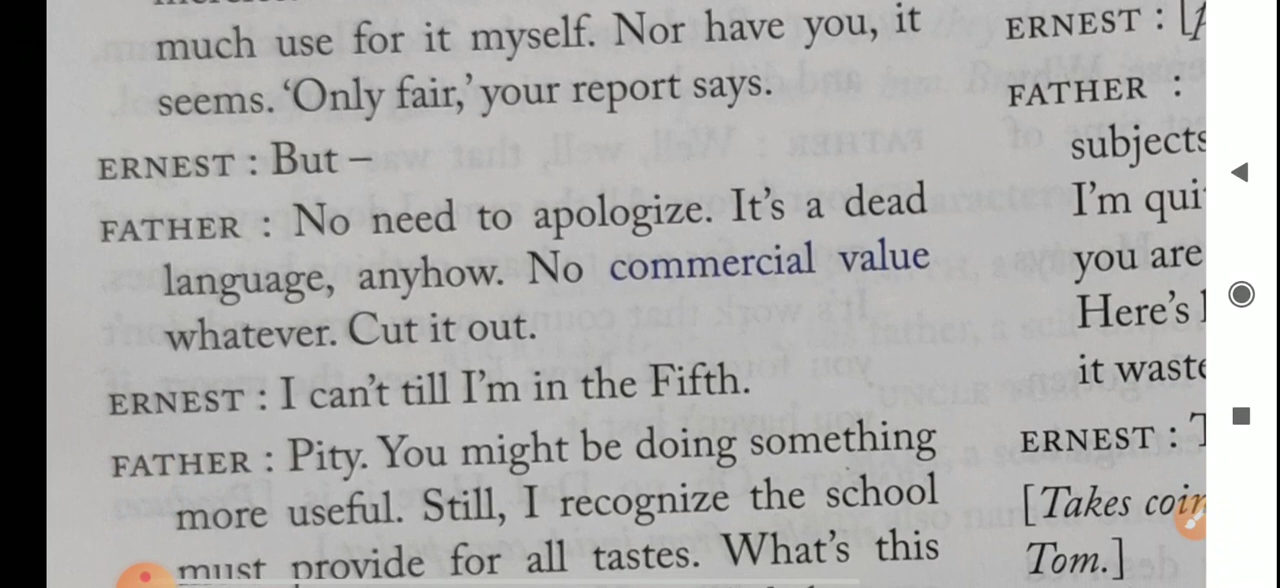 much use for it myself. Nor have you, it
seems. ‘Only fair,’ your report says.
ERNEST : But –
FATHER : No need to apologize. It’s a dead
language, anyhow. No commercial value
whatever. Cut it out.
ERNEST : I can’t till I’m in the Fifth.
FATHER : Pity. You might be doing something
more useful. Still, I recognize the school
must provide for all tastes. What’s this
ERNEST :
FATHER :
subjects
I’m
you are
Here’s
it
ERNEST :
[Takes
Tom.]